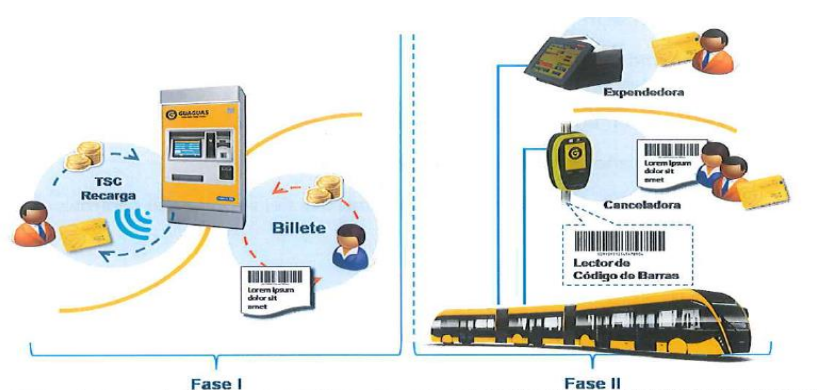 GUAGUAS
TSC
Recarga
Billete
Lorem Ipsum
dolor sit
amet
Fase I
Expendedora
Lorem Ipsum
dolor sit
amet
Canceladora
Lector de
Código de Barras
Fase II